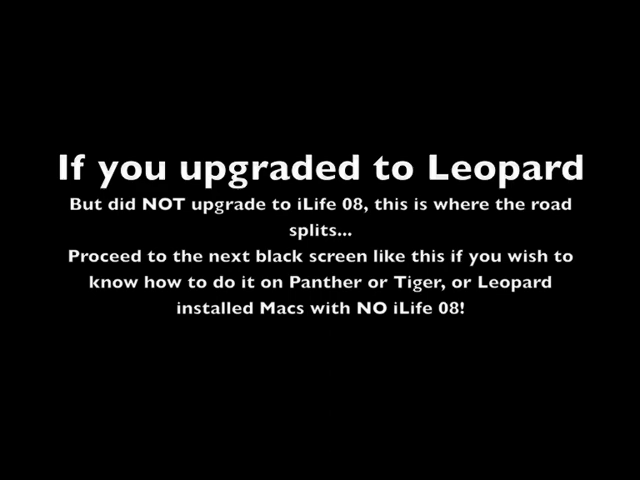 If you upgraded to Leopard
But did NOT upgrade to iLife 08, this is where the road
splits...
Proceed to the next black screen like this if you wish to
know how to do it on Panther or Tiger, or Leopard
installed Macs with NO iLife 08!